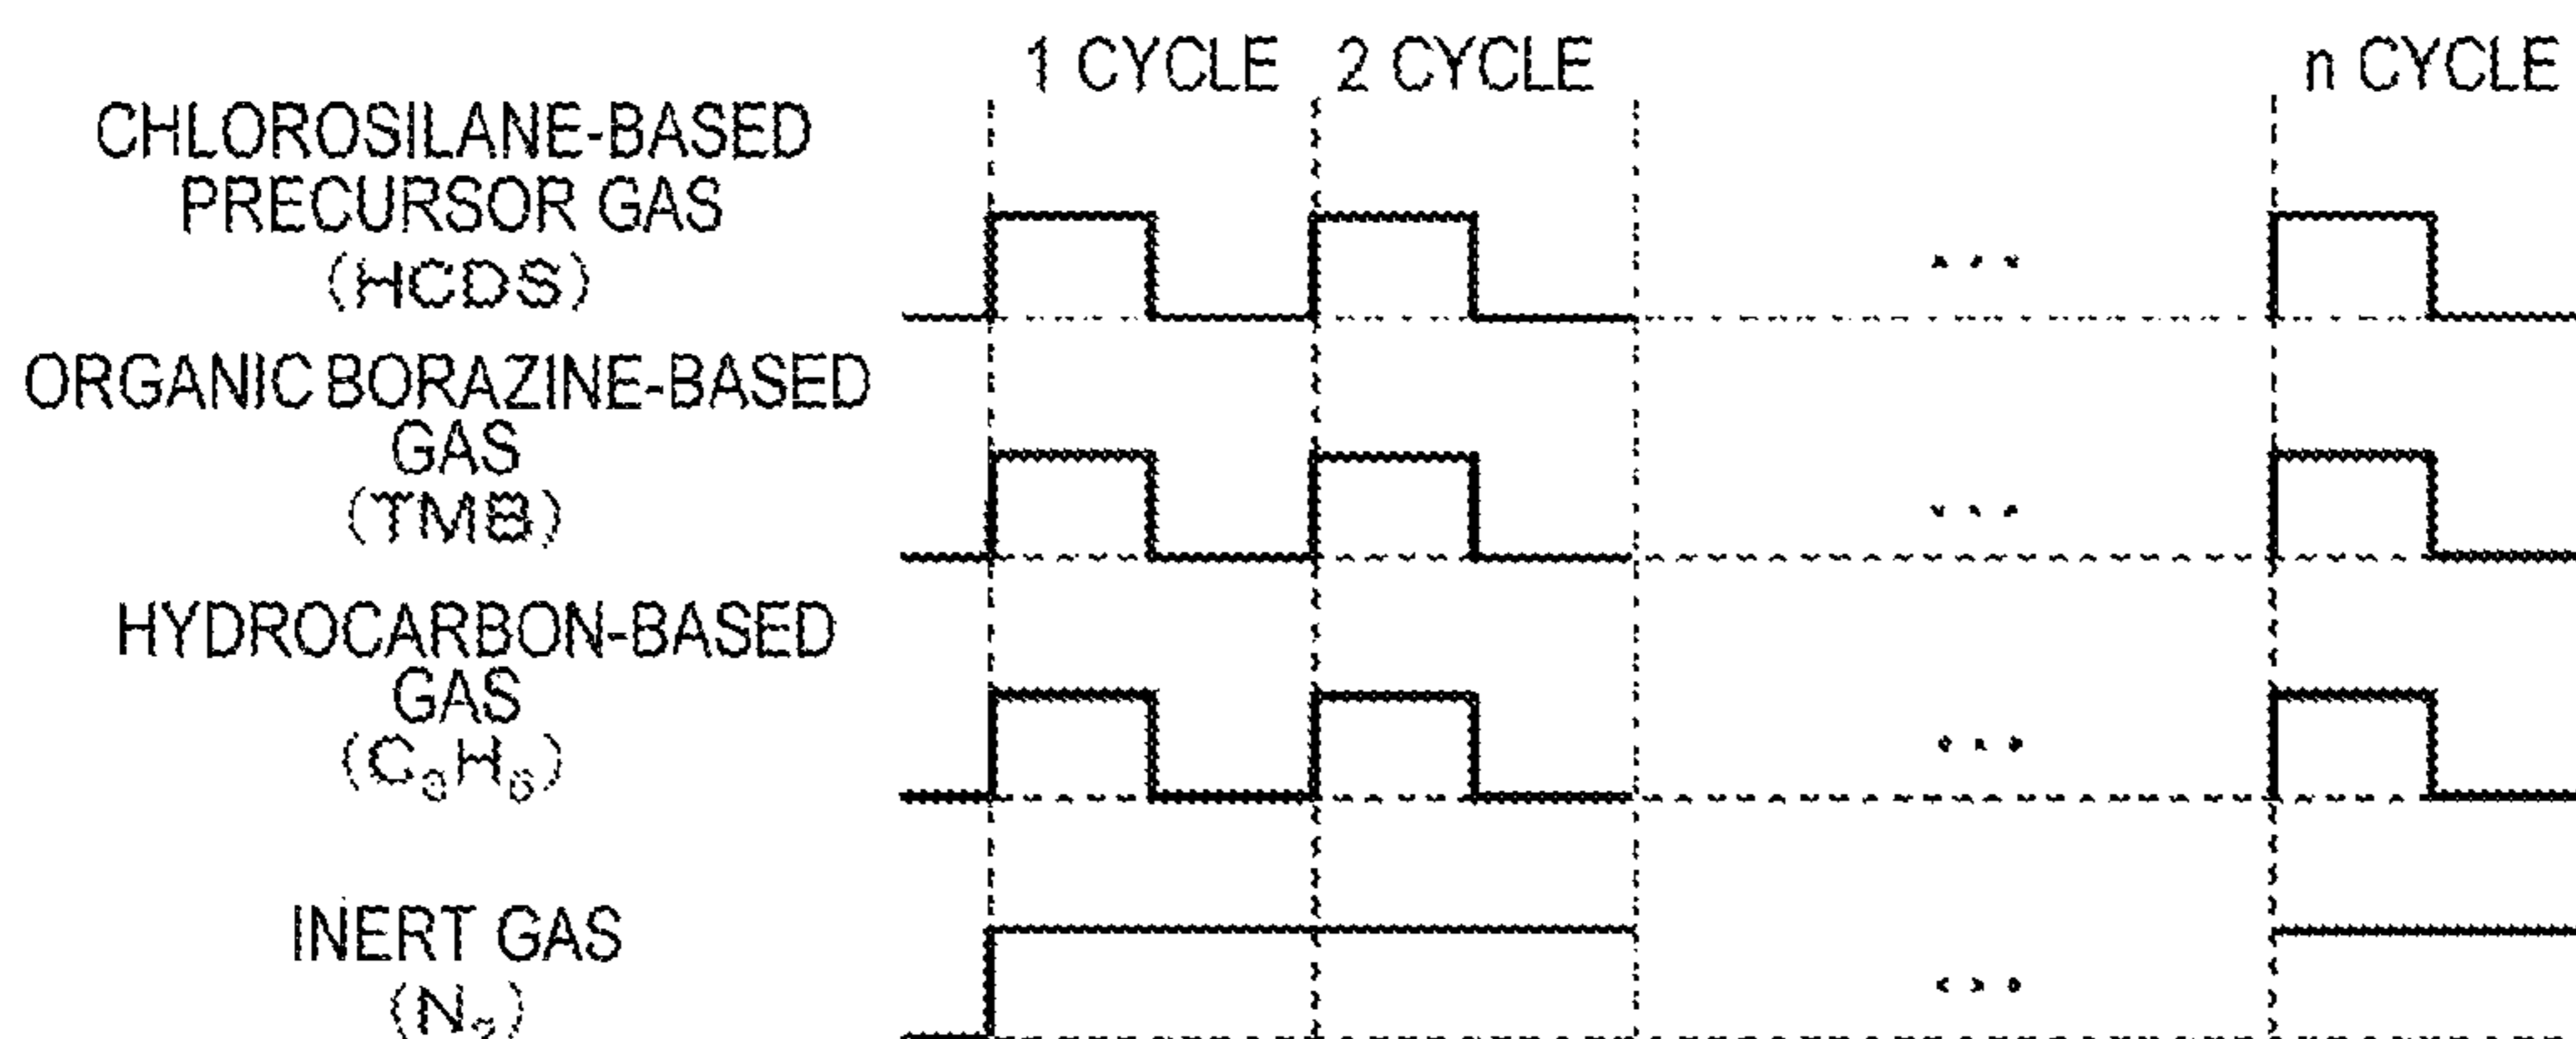 1 CYCLE 2 CYCLE n CYCLE
CHLOROSILANE-BASED
PRECURSOR GAS
(HCDS)
ORGANIC BORAZINE-BASED
GAS
(TMB)
HYDROCARBON-BASED
GAS
(C₃H₆)
INERT GAS
(N₂)